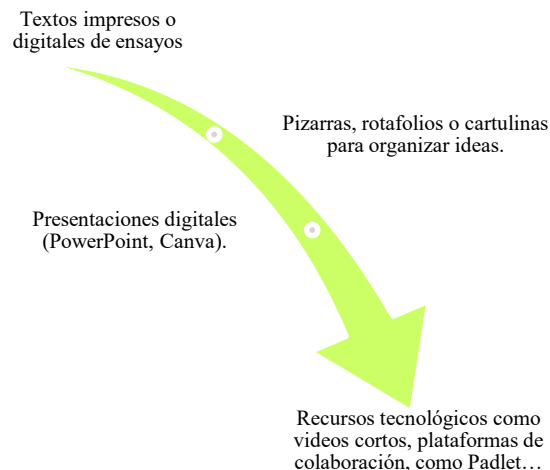 Textos impresos o
digitales de ensayos
Pizarras, rotafolios o cartulinas
para organizar ideas.
Presentaciones digitales
(PowerPoint, Canva).
Recursos tecnológicos como
videos cortos, plataformas de
colaboración, como Padlet…